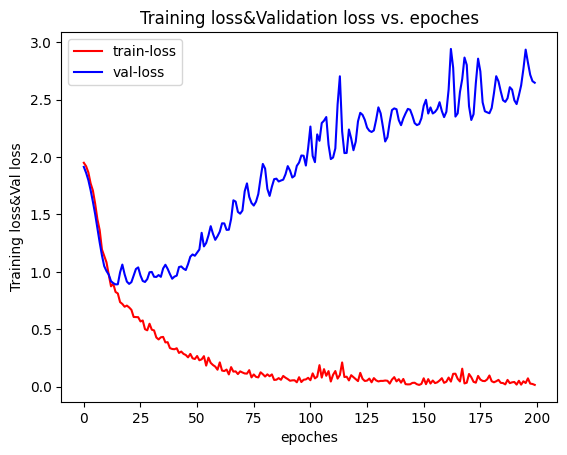 Training loss&Validation loss vs. epoches
train-loss
val-loss
Training loss&Val loss
3.0
2.5
2.0
1.5
1.0
0.5
0.0
0 25 50 75 100 125 150 175 200
epoches